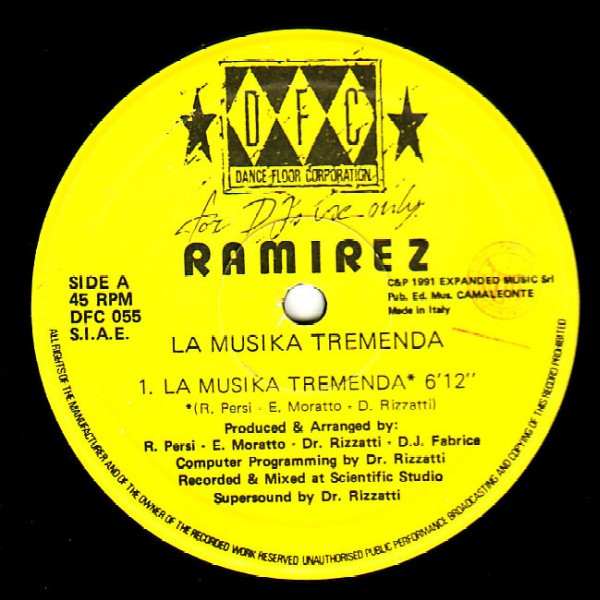 DFC
DANCE FLOOR CORPORATION
for DJs use only
RAMIREZ
SIDE A
45 RPM
DFC 055
S.I.A.E.
C&P 1991 EXPANDED MUSIC Srl
Pub. Ed. Mus. CAMALEONTE
Made in Italy
LA MUSIKA TREMENDA
1. LA MUSIKA TREMENDA* 6'12"
*(R. Persi - E. Moratto - D. Rizzatti)
Produced & Arranged by:
R. Persi - E. Moratto - Dr. Rizzatti - D.J. Fabrice
Computer Programming by Dr. Rizzatti
Recorded & Mixed at Scientific Studio
Supersound by Dr. Rizzatti
ALL RIGHTS OF THE MANUFACTURER AND OF THE OWNER OF THE RECORDED WORK RESERVED UNAUTHORISED PUBLIC PERFORMANCE BROADCASTING AND COPYING OF THIS RECORD PROHIBITED